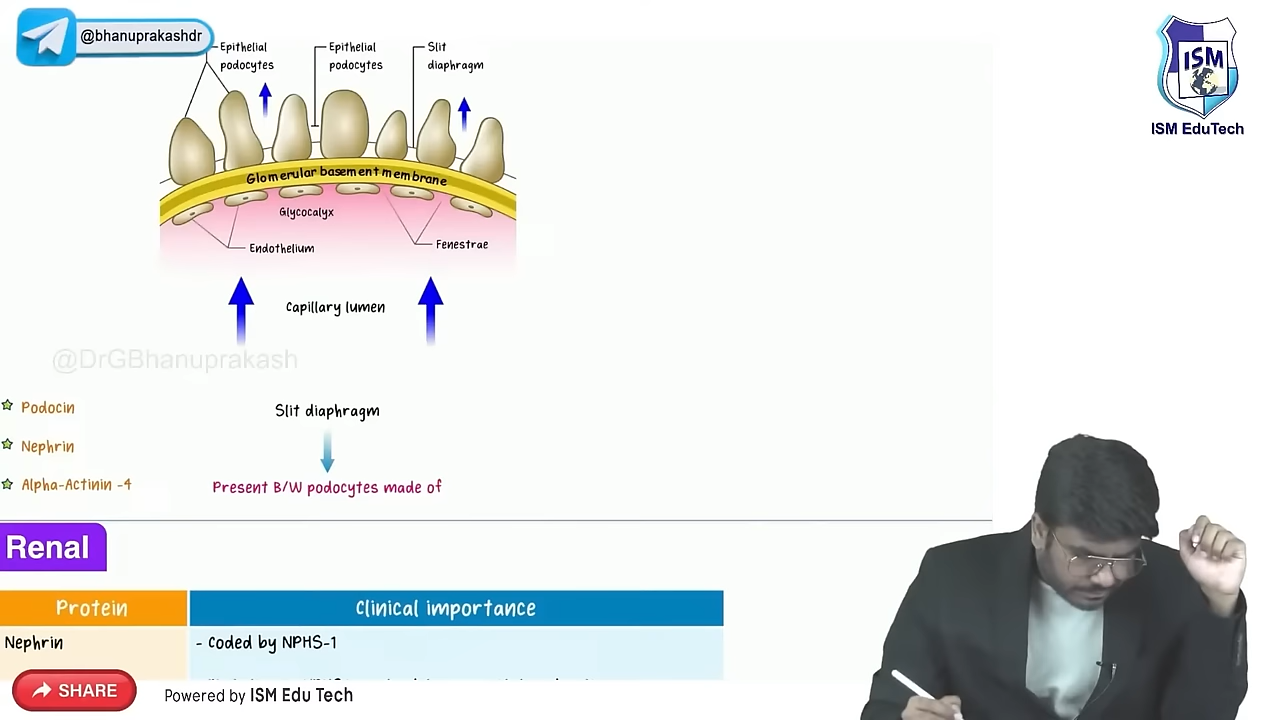 @bhanuprakashdr
Epithelial
podocytes
Epithelial
podocytes
Slit
diaphragm
ISM
ISM EduTech
Glomerular basement membrane
Glycocalyx
Endothelium
Fenestrae
Capillary lumen
@DrGBhanuprakash
Podocin
Nephrin
Alpha-Actinin -4
Slit diaphragm
Present B/W podocytes made of
Renal
Protein
Clinical importance
Nephrin
- Coded by NPHS-1
SHARE
Powered by ISM Edu Tech